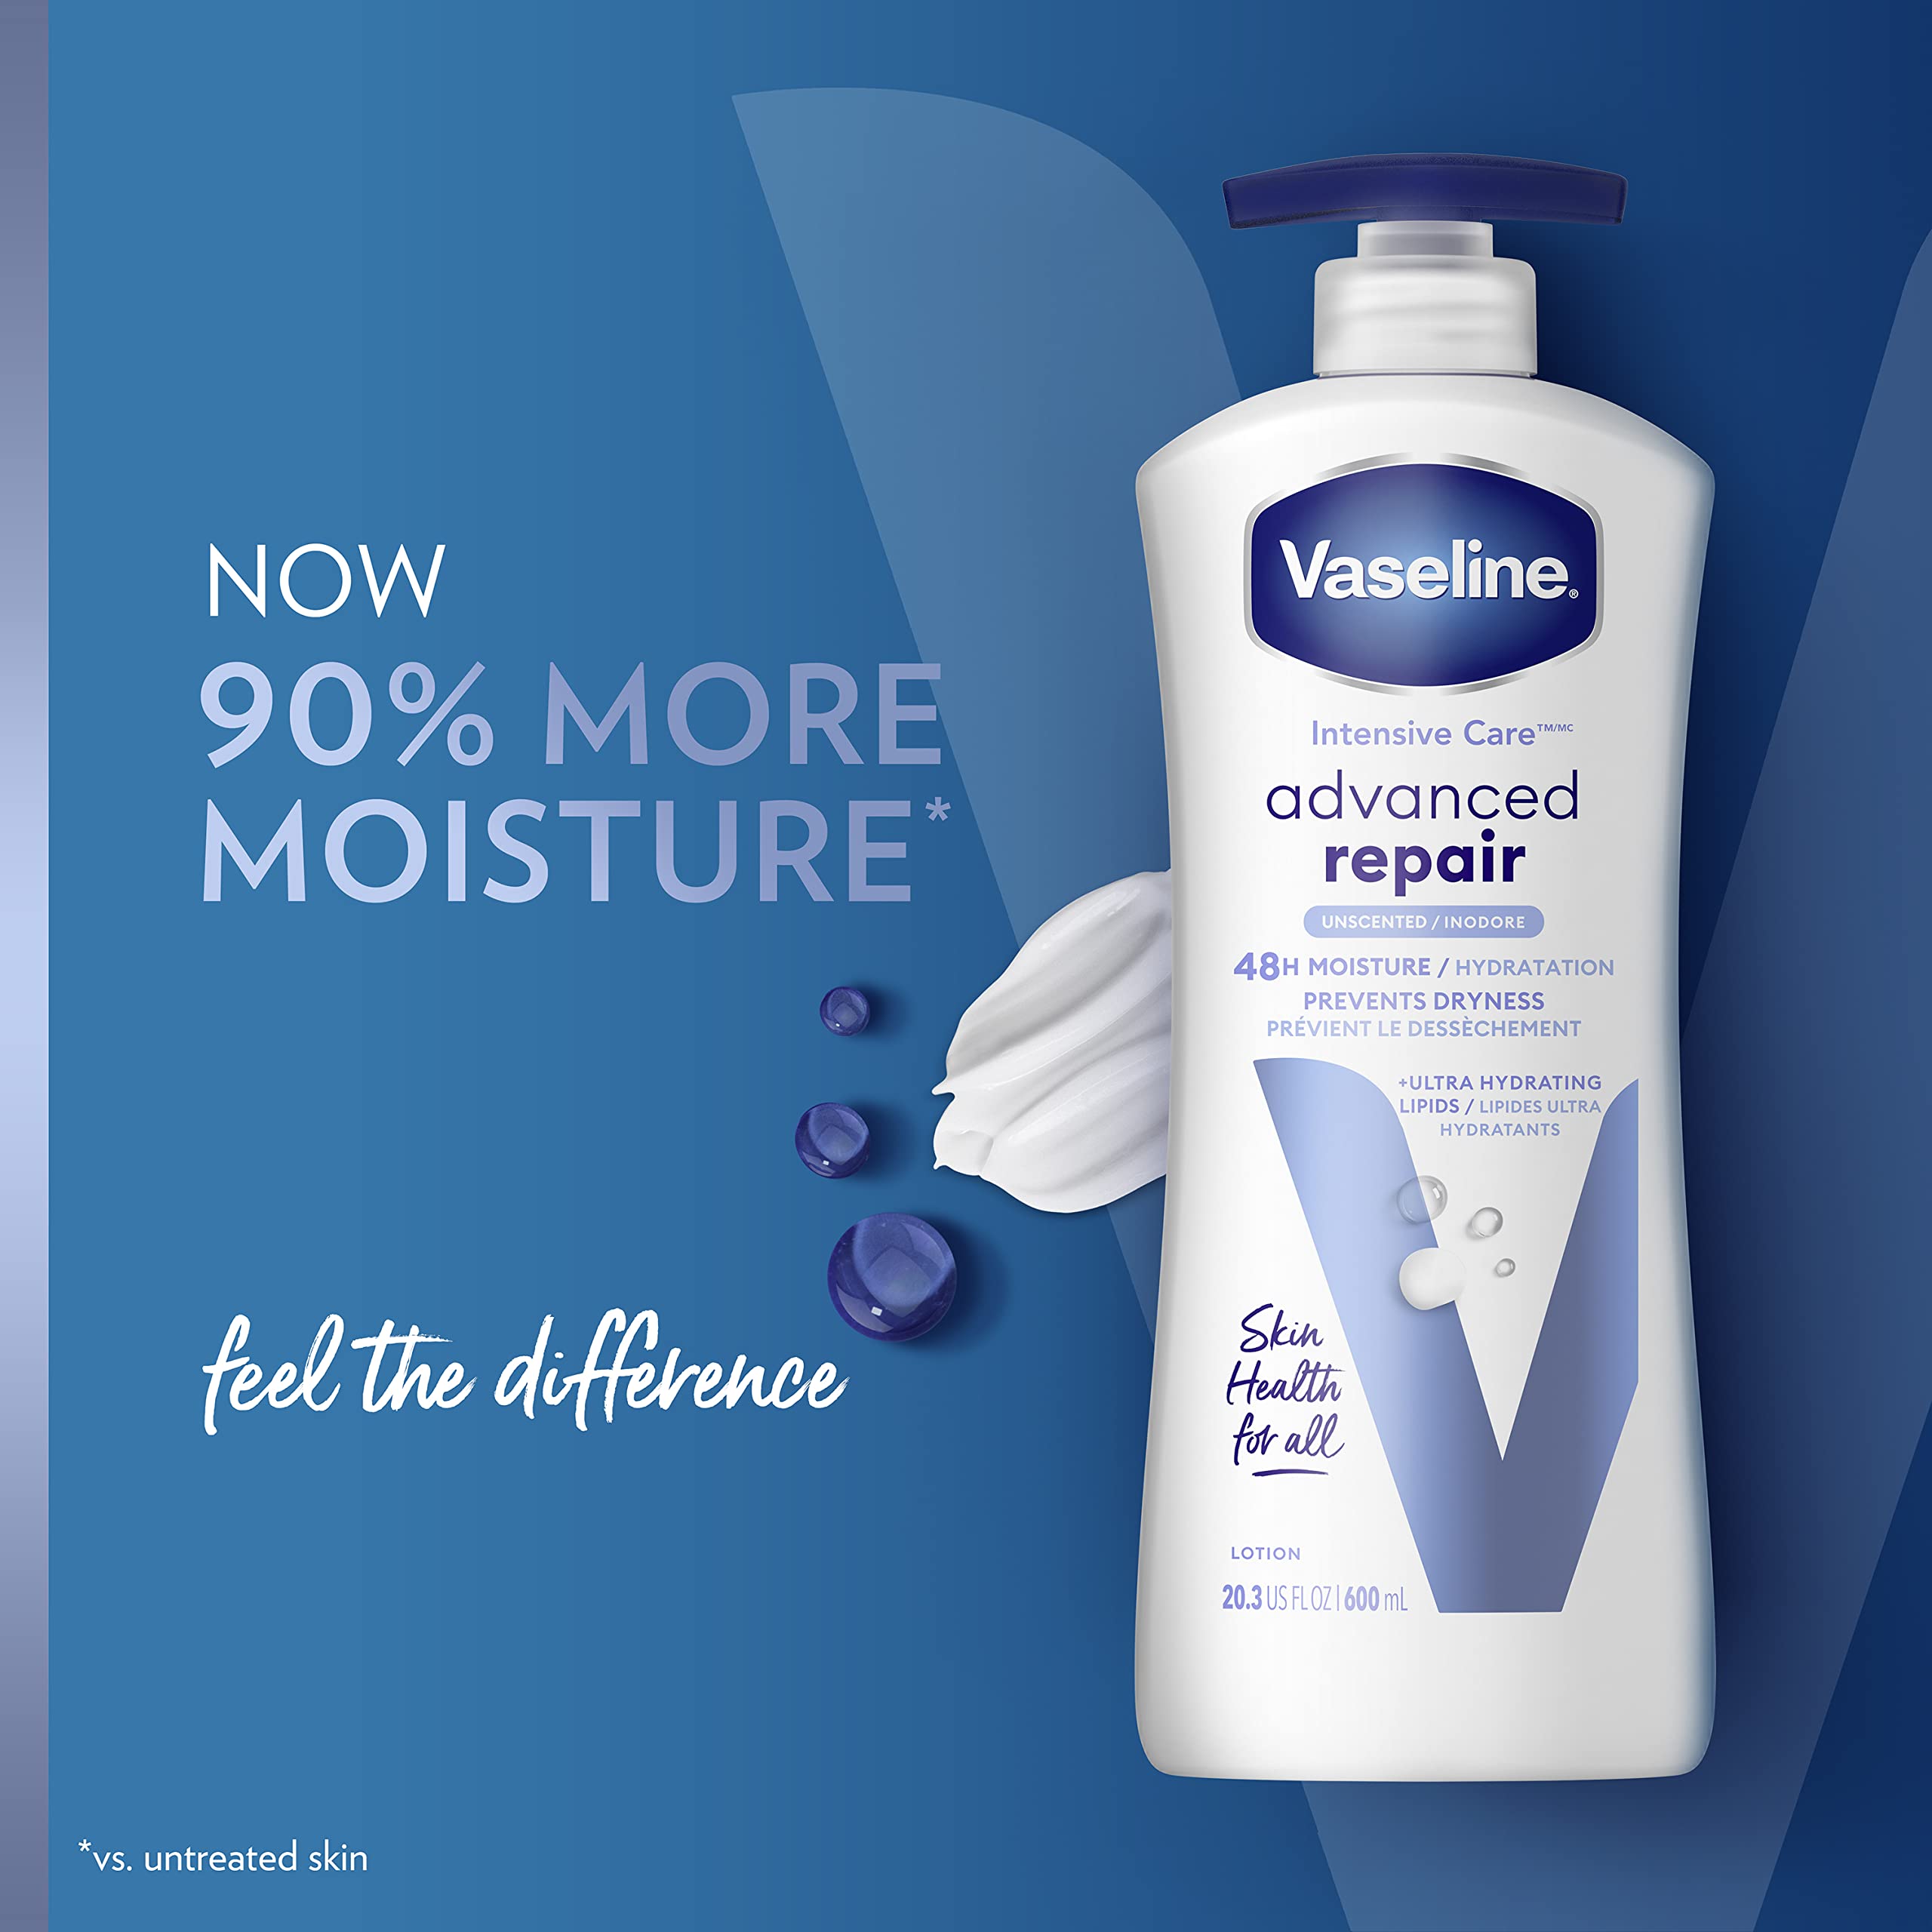 NOW
90% MORE
MOISTURE*
feel the difference
*vs. untreated skin
Vaseline®
Intensive Care™/MC
advanced
repair
UNSCENTED / INODORE
48H MOISTURE / HYDRATATION
PREVENTS DRYNESS
PRÉVIENT LE DESSÈCHEMENT
+ULTRA HYDRATING
LIPIDS / LIPIDES ULTRA
HYDRATANTS
Skin
Health
for all
LOTION
20.3 US FL OZ | 600 mL